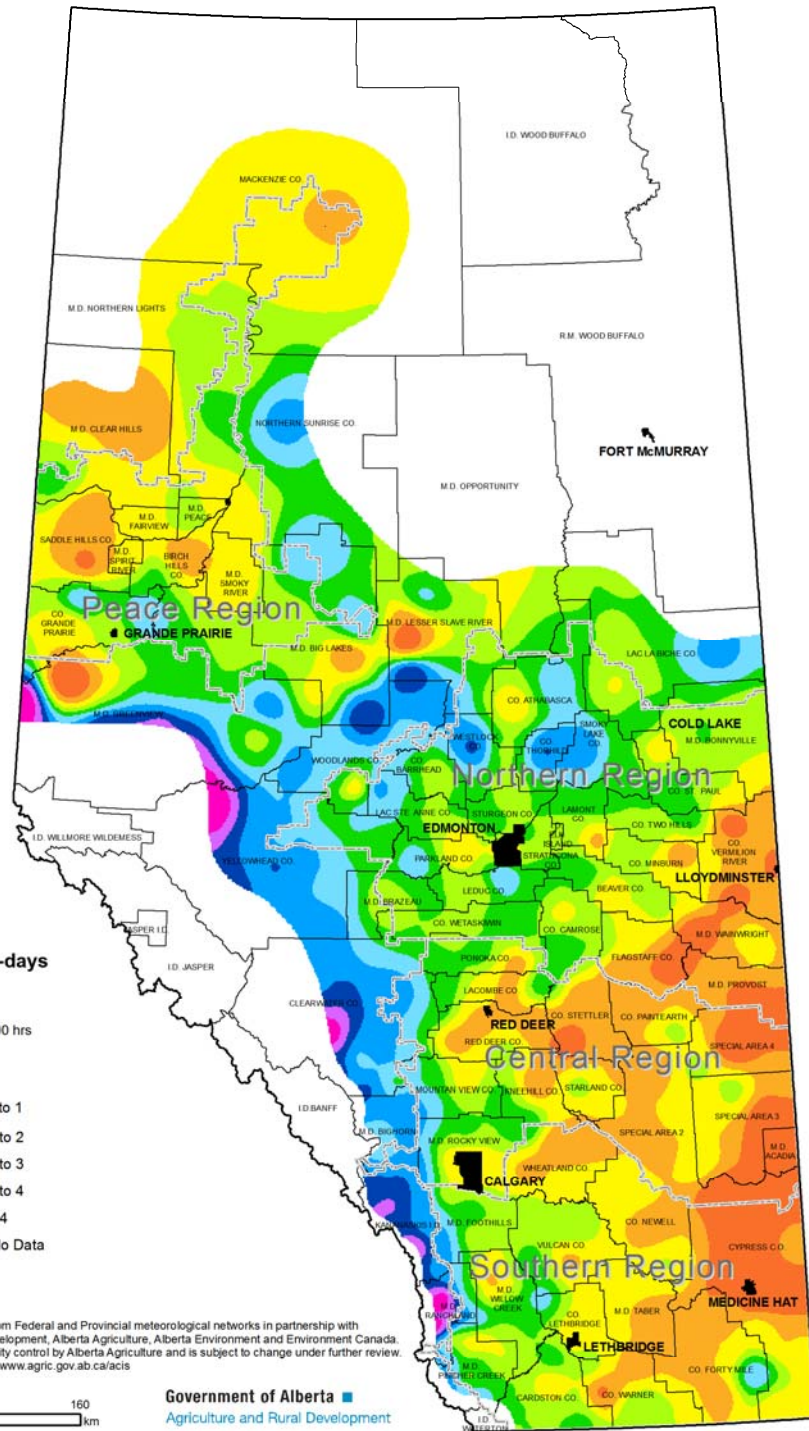 I.D. WOOD BUFFALO
MACKENZIE CO.
M.D. NORTHERN LIGHTS
R.M. WOOD BUFFALO
M.D. CLEAR HILLS
NORTHERN SUNRISE CO.
FORT McMURRAY
M.D. OPPORTUNITY
M.D.
PEACE
M.D.
FAIRVIEW
SADDLE HILLS CO.
M.D.
SPIRIT
RIVER
BIRCH
HILLS
CO.
M.D.
SMOKY
RIVER
Peace Region
CO.
GRANDE
PRAIRIE
GRANDE PRAIRIE
M.D. LESSER SLAVE RIVER
M.D. BIG LAKES
LAC LA BICHE CO
M.D. GREENVIEW
CO. ATHABASCA
COLD LAKE
M.D. BONNYVILLE
WESTLOCK
CO.
THORHILD
SMOKY
LAKE
CO.
WOODLANDS CO.
CO.
BARRHEAD
Northern Region
CO. ST. PAUL
LAC STE. ANNE CO.
STURGEON CO.
LAMONT
CO.
CO. TWO HILLS
EDMONTON
ISLAND
STRATHCONA
CO.
CO.
VERMILION
RIVER
I.D. WILLMORE WILDERNESS
YELLOWHEAD CO.
PARKLAND CO.
CO. MINBURN
LLOYDMINSTER
LEDUC CO.
BEAVER CO.
M.D. BRAZEAU
CO. WETASKIWIN
CO. CAMROSE
M.D. WAINWRIGHT
JASPER I.D.
I.D. JASPER
PONOKA CO.
FLAGSTAFF CO.
-days
M.D. PROVOST
CLEARWATER CO.
LACOMBE CO.
RED DEER
CO. STETTLER
CO. PAINTEARTH
0 hrs
RED DEER CO.
SPECIAL AREA 4
Central Region
to 1
MOUNTAN VIEW CO.
KNEEHILL CO.
STARLAND CO.
I.D.BANFF
SPECIAL AREA 2
SPECIAL AREA 3
to 2
M.D. BIGHORN
M.D. ROCKY VIEW
M.D.
ACADIA
to 3
WHEATLAND CO.
to 4
CALGARY
4
KANANASKIS I.D.
M.D. FOOTHILLS
CO. NEWELL
o Data
VULCAN CO.
CYPRESS C.O.
Southern Region
M.D.
WILLOW
CREEK
MEDICINE HAT
M.D.
RANCHLAND
CO.
LETHBRIDGE
M.D. TABER
om Federal and Provincial meteorological networks in partnership with
elopment, Alberta Agriculture, Alberta Environment and Environment Canada.
ity control by Alberta Agriculture and is subject to change under further review.
www.agric.gov.ab.ca/acis
LETHBRIDGE
M.D.
PINCHER CREEK
CO. FORTY MILE
CARDSTON CO.
CO. WARNER
160
km
Government of Alberta
Agriculture and Rural Development
I.D.
WATERTON